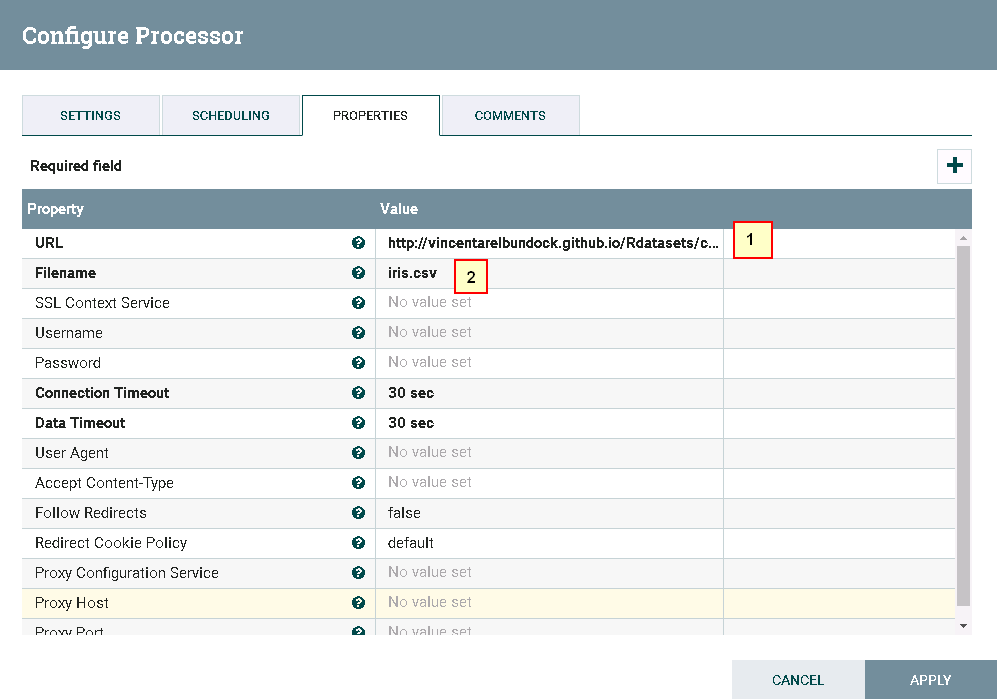 Configure Processor
SETTINGS SCHEDULING PROPERTIES COMMENTS
Required field
Property Value
URL http://vincentarelbundock.github.io/Rdatasets/c... 1
Filename iris.csv 2
SSL Context Service No value set
Username No value set
Password No value set
Connection Timeout 30 sec
Data Timeout 30 sec
User Agent No value set
Accept Content-Type No value set
Follow Redirects false
Redirect Cookie Policy default
Proxy Configuration Service No value set
Proxy Host No value set
Proxy Port No value set
CANCEL APPLY